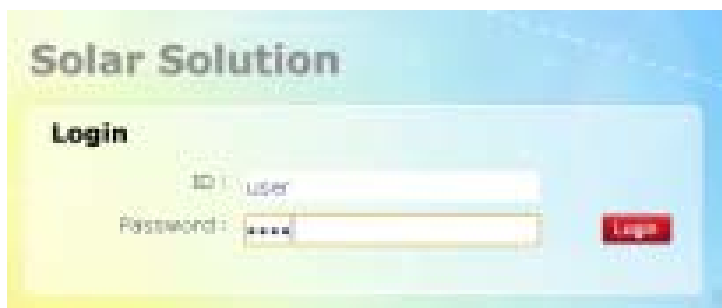 Solar Solution
Login
ID : user
Password : ••••
Login